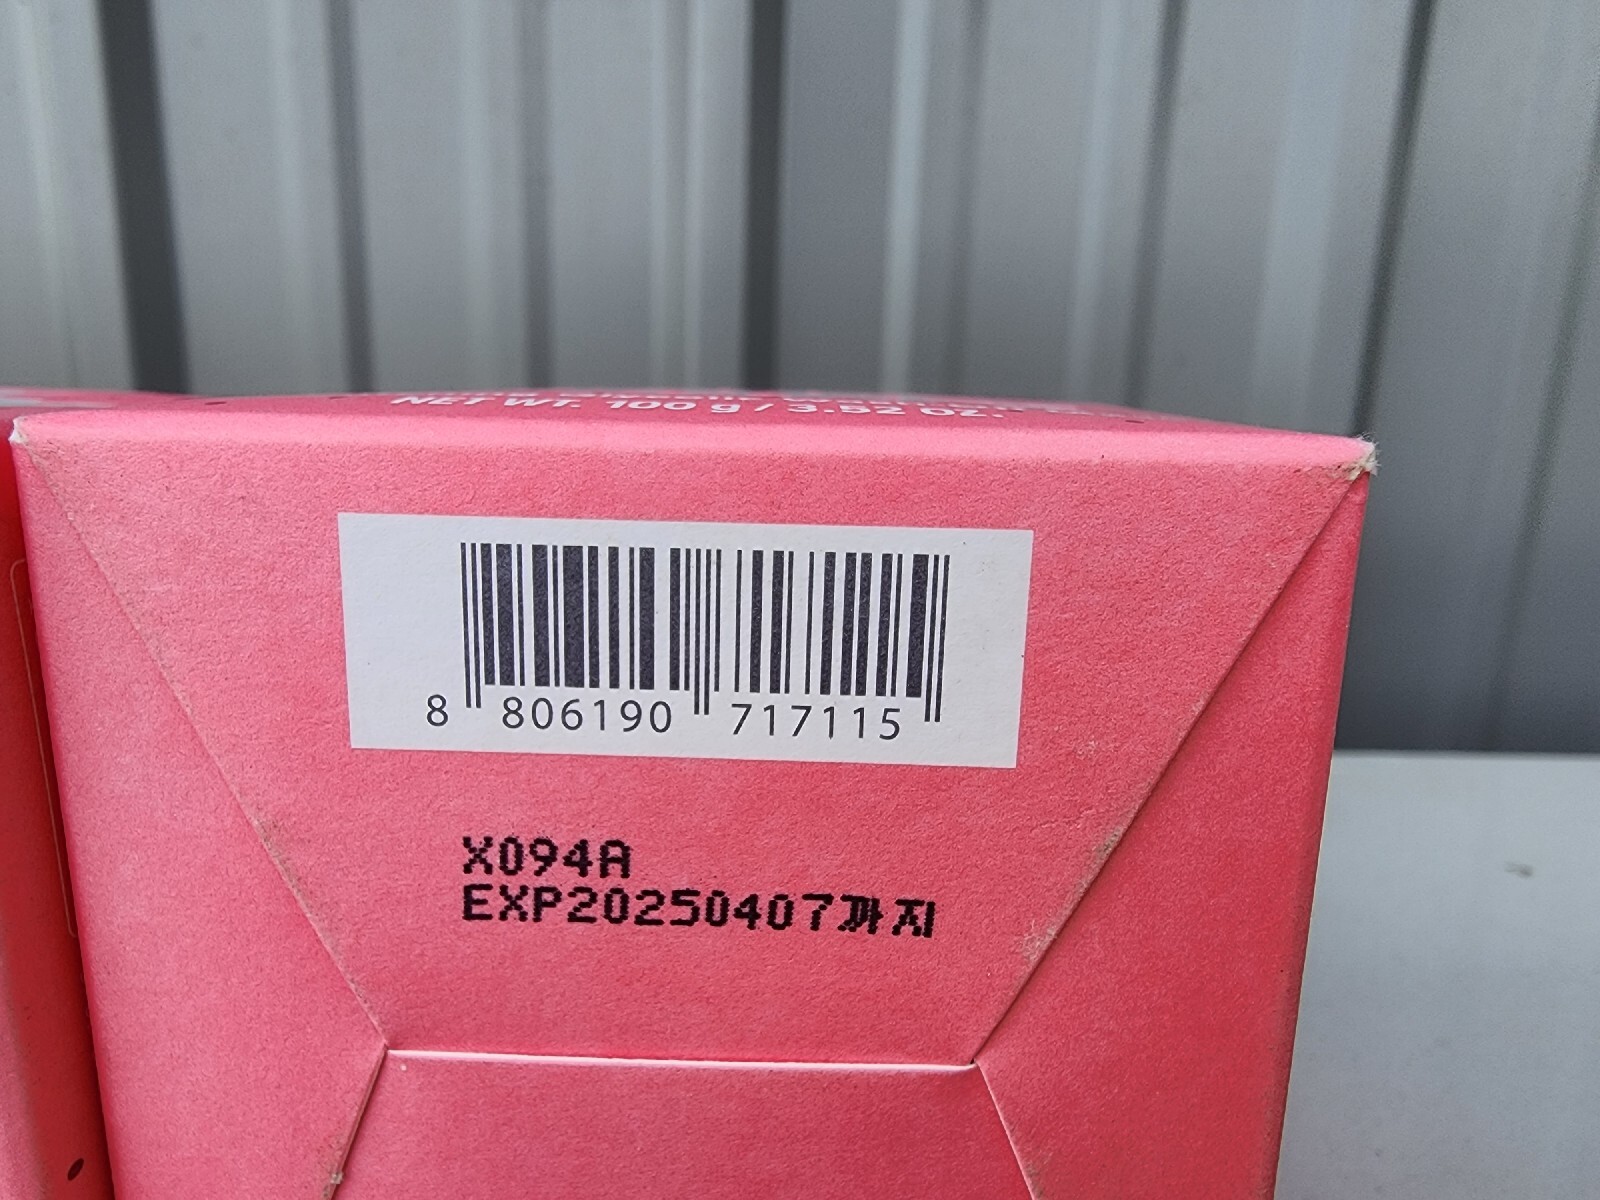 NET WT. 100 g / 3.52 oz.
8 806190 717115
X094A
EXP20250407까지